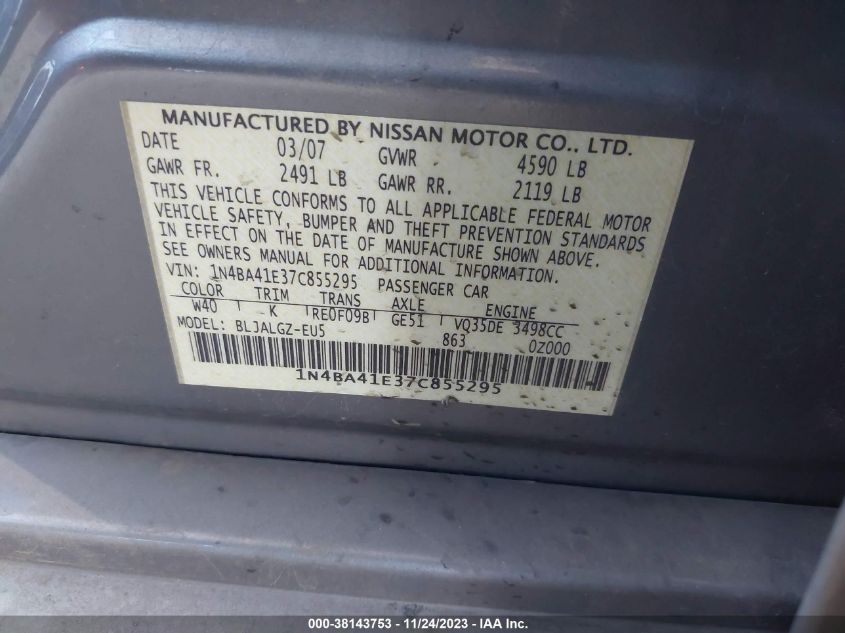 MANUFACTURED BY NISSAN MOTOR CO., LTD.
DATE 03/07 GVWR 4590 LB
GAWR FR. 2491 LB GAWR RR. 2119 LB
THIS VEHICLE CONFORMS TO ALL APPLICABLE FEDERAL MOTOR
VEHICLE SAFETY, BUMPER AND THEFT PREVENTION STANDARDS
IN EFFECT ON THE DATE OF MANUFACTURE SHOWN ABOVE.
SEE OWNERS MANUAL FOR ADDITIONAL INFORMATION.
VIN: 1N4BA41E37C855295 PASSENGER CAR
COLOR TRIM TRANS AXLE ENGINE
W40 K RE0F09B GE51 VQ35DE 3498CC
MODEL: BLJALGZ-EU5 863 0Z000
1N4BA41E37C855295
000-38143753 - 11/24/2023 - IAA Inc.